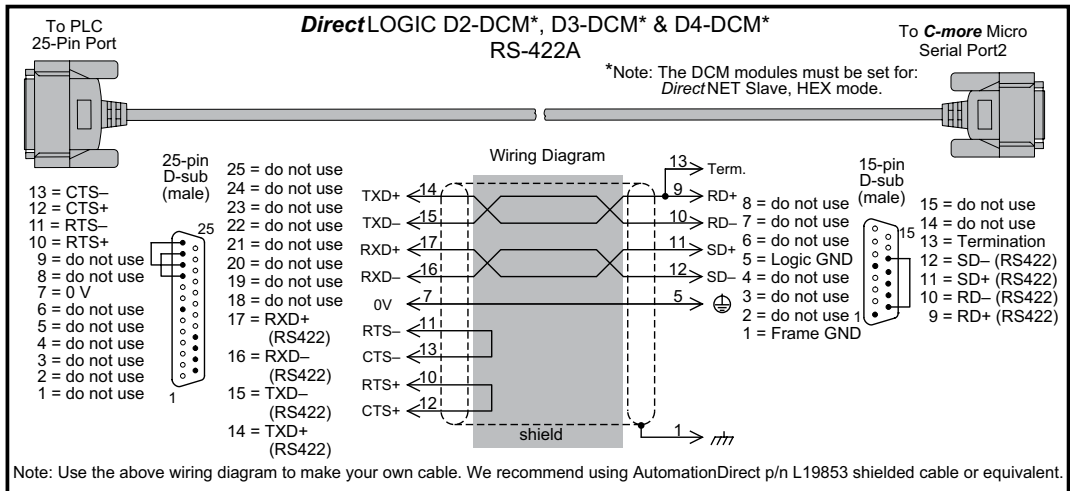 To PLC
25-Pin Port
DirectLOGIC D2-DCM*, D3-DCM* & D4-DCM*
RS-422A
To C-more Micro
Serial Port2
*Note: The DCM modules must be set for:
DirectNET Slave, HEX mode.
25-pin
D-sub
(male)
13 = CTS–
12 = CTS+
11 = RTS–
10 = RTS+
9 = do not use
8 = do not use
7 = 0 V
6 = do not use
5 = do not use
4 = do not use
3 = do not use
2 = do not use
1 = do not use
25
1
25 = do not use
24 = do not use
23 = do not use
22 = do not use
21 = do not use
20 = do not use
19 = do not use
18 = do not use
17 = RXD+
(RS422)
16 = RXD–
(RS422)
15 = TXD–
(RS422)
14 = TXD+
(RS422)
Wiring Diagram
TXD+ 14
TXD– 15
RXD+ 17
RXD– 16
0V 7
RTS– 11
CTS– 13
RTS+ 10
CTS+ 12
shield
13 Term.
9 RD+
10 RD–
11 SD+
12 SD–
5
1
15-pin
D-sub
(male)
8 = do not use
7 = do not use
6 = do not use
5 = Logic GND
4 = do not use
3 = do not use
2 = do not use
1 = Frame GND
15
1
15 = do not use
14 = do not use
13 = Termination
12 = SD– (RS422)
11 = SD+ (RS422)
10 = RD– (RS422)
9 = RD+ (RS422)
Note: Use the above wiring diagram to make your own cable. We recommend using AutomationDirect p/n L19853 shielded cable or equivalent.